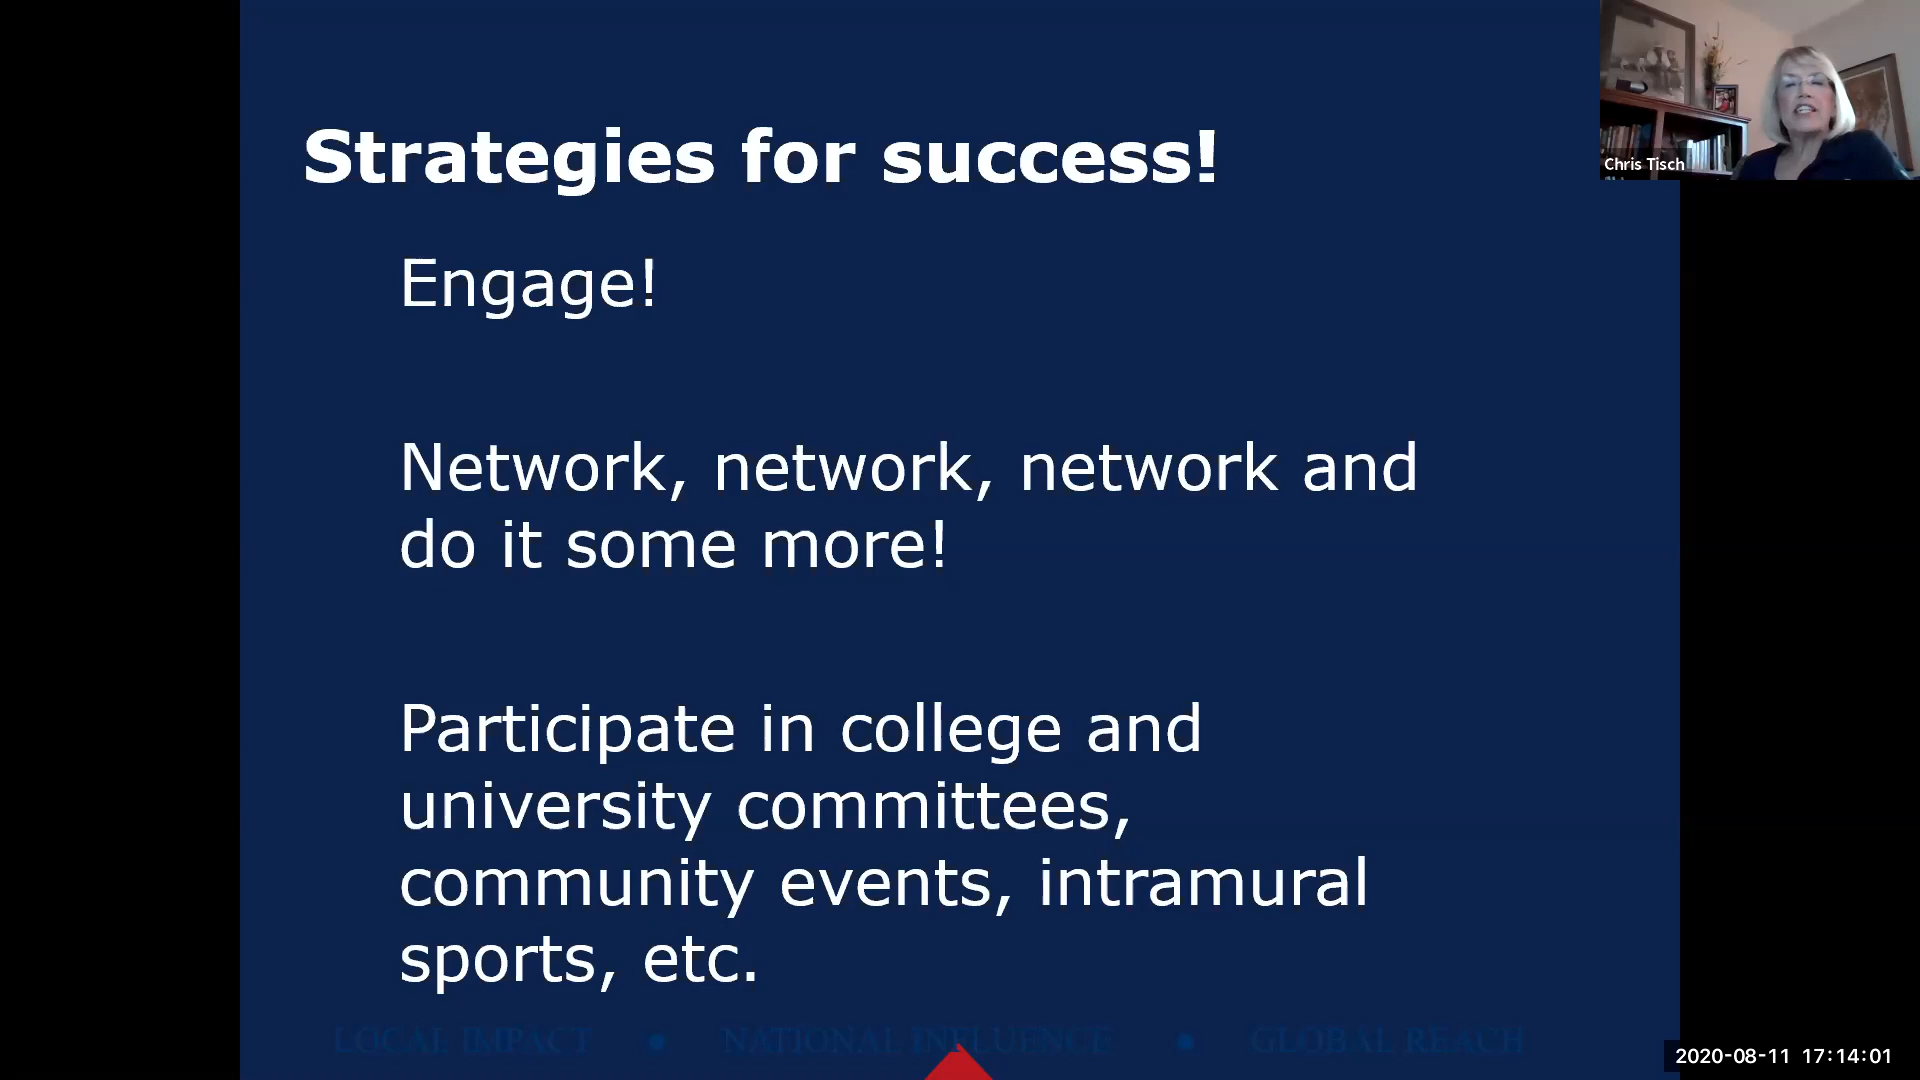 Strategies for success!
Engage!
Network, network, network and
do it some more!
Participate in college and
university committees,
community events, intramural
sports, etc.
LOCAL IMPACT • NATIONAL INFLUENCE • GLOBAL REACH
Chris Tisch
2020-08-11 17:14:01